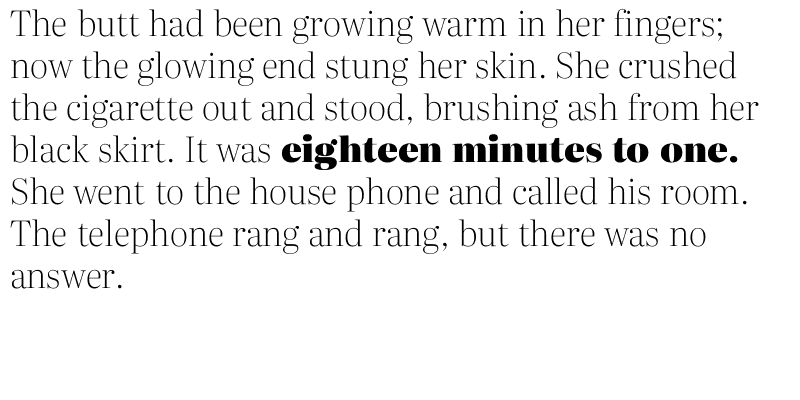 The butt had been growing warm in her fingers;
now the glowing end stung her skin. She crushed
the cigarette out and stood, brushing ash from her
black skirt. It was eighteen minutes to one.
She went to the house phone and called his room.
The telephone rang and rang, but there was no
answer.